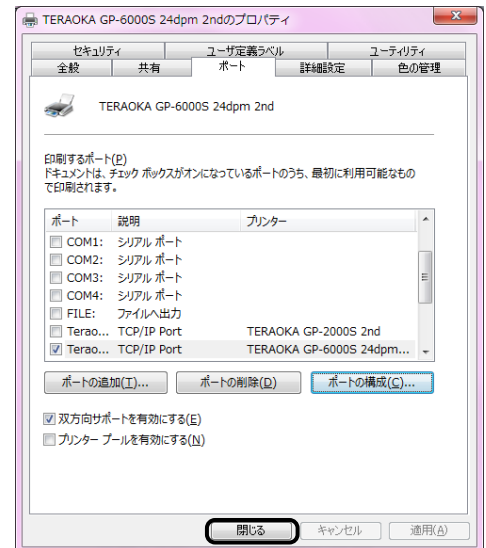 TERAOKA GP-6000S 24dpm 2ndのプロパティ
セキュリティ ユーザ定義ラベル ユーティリティ
全般 共有 ポート 詳細設定 色の管理
TERAOKA GP-6000S 24dpm 2nd
印刷するポート(P)
ドキュメントは、チェック ボックスがオンになっているポートのうち、最初に利用可能なもの
で印刷されます。
ポート 説明 プリンター
COM1: シリアル ポート
COM2: シリアル ポート
COM3: シリアル ポート
COM4: シリアル ポート
FILE: ファイルへ出力
Terao... TCP/IP Port TERAOKA GP-2000S 2nd
Terao... TCP/IP Port TERAOKA GP-6000S 24dpm...
ポートの追加(T)... ポートの削除(D) ポートの構成(C)...
双方向サポートを有効にする(E)
プリンター プールを有効にする(N)
閉じる キャンセル 適用(A)